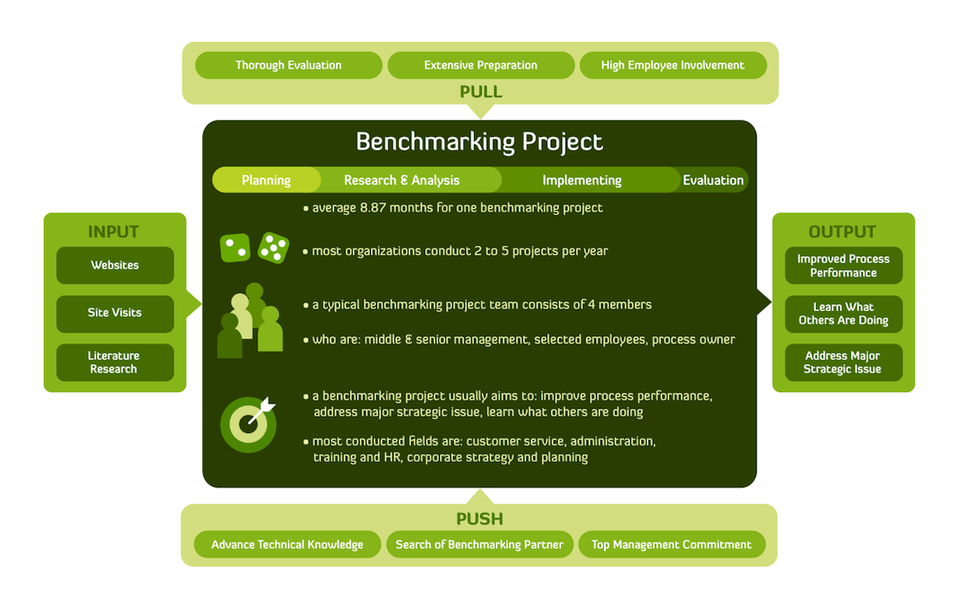 Thorough Evaluation
Extensive Preparation
High Employee Involvement
PULL
Benchmarking Project
Planning
Research & Analysis
Implementing
Evaluation
• average 8.87 months for one benchmarking project
• most organizations conduct 2 to 5 projects per year
• a typical benchmarking project team consists of 4 members
• who are: middle & senior management, selected employees, process owner
• a benchmarking project usually aims to: improve process performance,
address major strategic issue, learn what others are doing
• most conducted fields are: customer service, administration,
training and HR, corporate strategy and planning
INPUT
Websites
Site Visits
Literature
Research
OUTPUT
Improved Process
Performance
Learn What
Others Are Doing
Address Major
Strategic Issue
PUSH
Advance Technical Knowledge
Search of Benchmarking Partner
Top Management Commitment